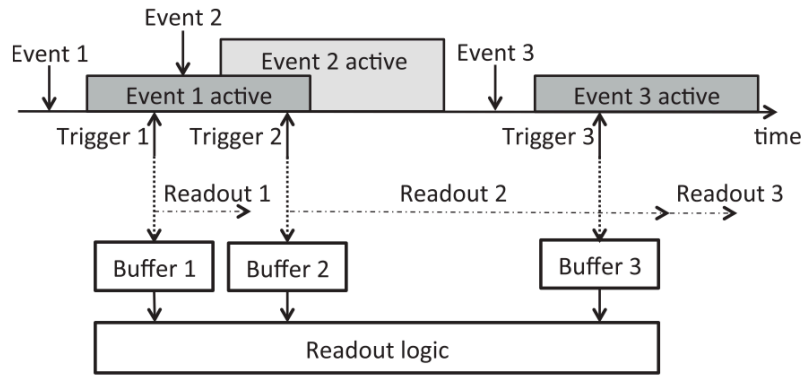 Event 2
Event 1
Event 2 active
Event 3
Event 1 active
Event 3 active
Trigger 1
Trigger 2
Trigger 3
time
Readout 1
Readout 2
Readout 3
Buffer 1
Buffer 2
Buffer 3
Readout logic